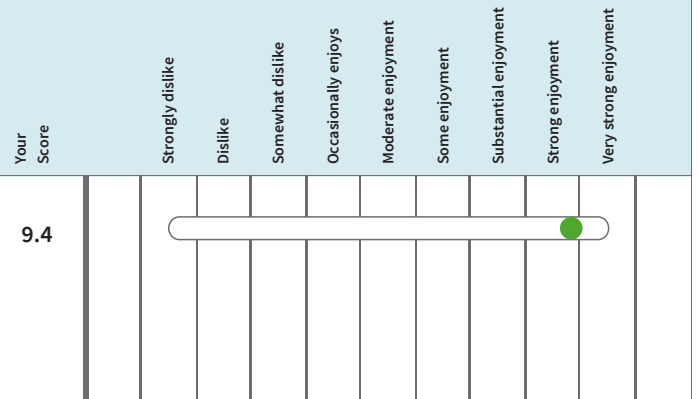 Your
Score
Strongly dislike
Dislike
Somewhat dislike
Occasionally enjoys
Moderate enjoyment
Some enjoyment
Substantial enjoyment
Strong enjoyment
Very strong enjoyment
9.4